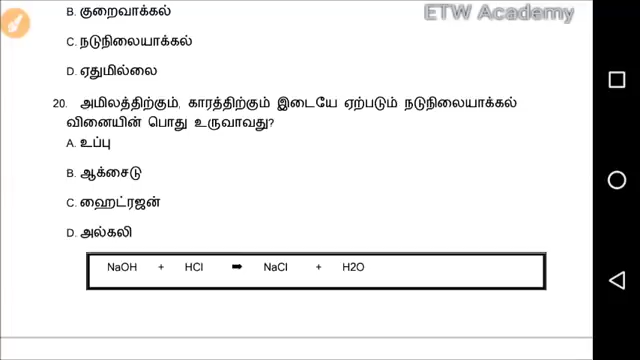 ETW Academy
B. குறைவாக்கல்
C. நடுநிலையாக்கல்
D. ஏதுமில்லை
20. அமிலத்திற்கும், காரத்திற்கும் இடையே ஏற்படும் நடுநிலையாக்கல்
வினையின் பொது உருவாவது?
A. உப்பு
B. ஆக்சைடு
C. ஹைட்ரஜன்
D. அல்கலி
NaOH + HCl ➡ NaCl + H2O